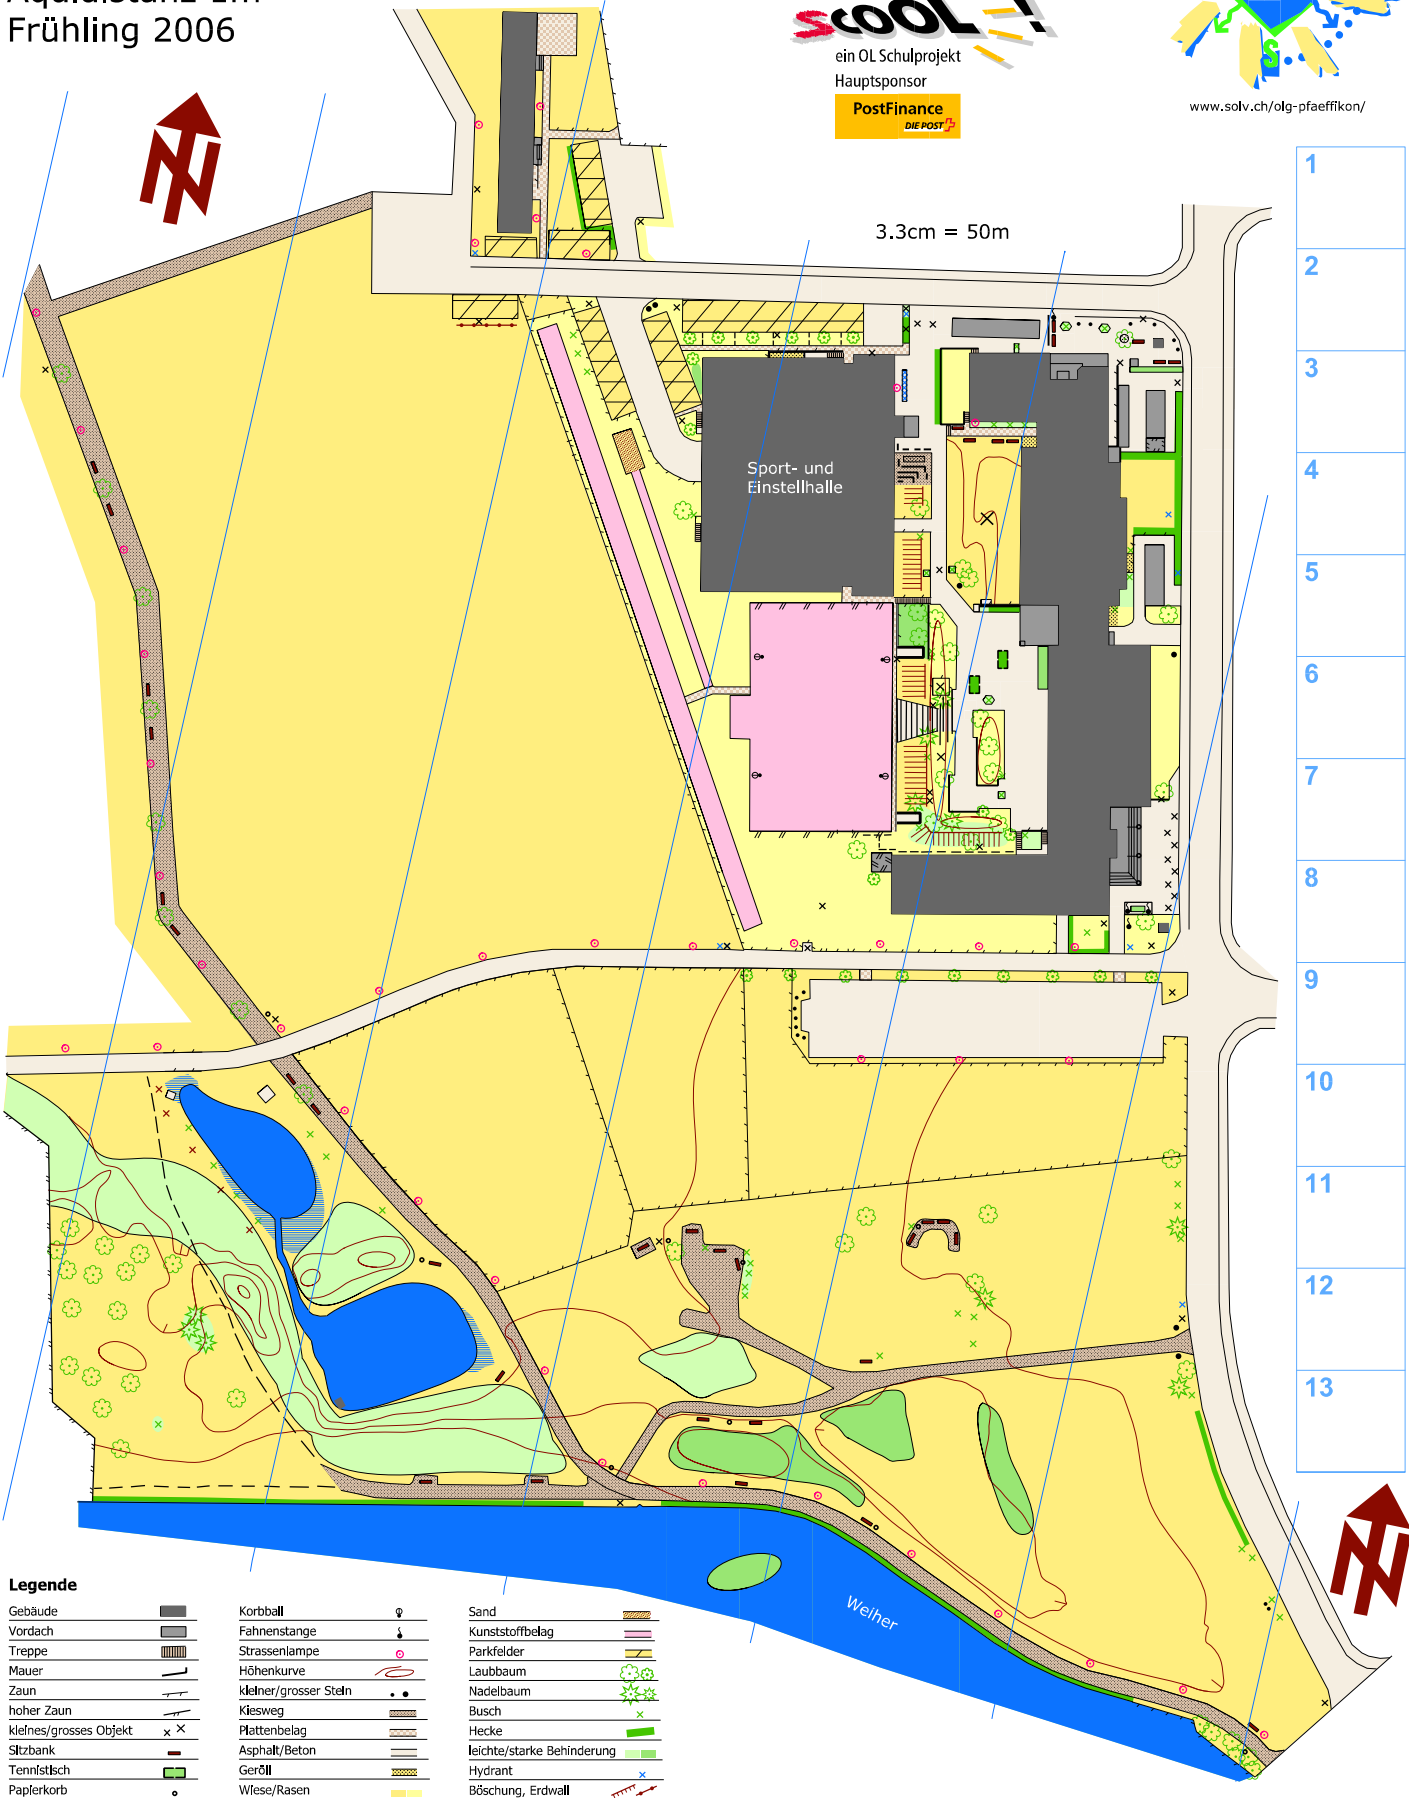 Äquidistanz 1m
Frühling 2006
scOOL !
ein OL Schulprojekt
Hauptsponsor
PostFinance
DIE POST
S
www.solv.ch/olg-pfaeffikon/
N
3.3cm = 50m
1
2
3
4
5
6
7
8
9
10
11
12
13
Sport- und
Einstellhalle
Weiher
N
Legende
Gebäude
Vordach
Treppe
Mauer
Zaun
hoher Zaun
kleines/grosses Objekt
Sitzbank
Tennistisch
Papierkorb
Korbball
Fahnenstange
Strassenlampe
Höhenkurve
kleiner/grosser Stein
Kiesweg
Plattenbelag
Asphalt/Beton
Geröll
Wiese/Rasen
Sand
Kunststoffbelag
Parkfelder
Laubbaum
Nadelbaum
Busch
Hecke
leichte/starke Behinderung
Hydrant
Böschung, Erdwall